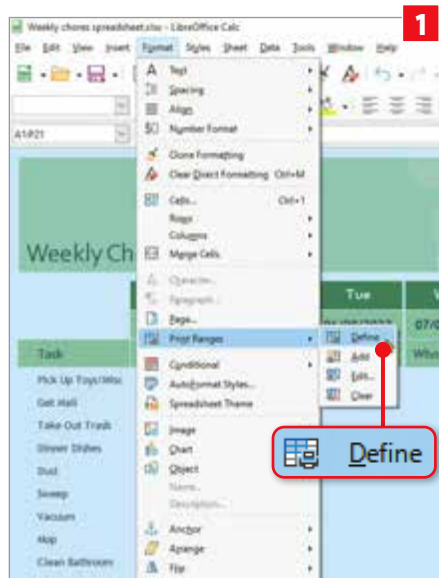 Weekly chores spreadsheet.xlsx - LibreOffice Calc
1
File Edit View Insert Format Styles Sheet Data Tools Window Help
Text
Spacing
Align
Number Format
Clone Formatting
Clear Direct Formatting Ctrl+M
Cells... Ctrl+1
Rows
Columns
Merge Cells
Character...
Paragraph...
Page...
Print Ranges
Define
Add
Edit...
Clear
Conditional
AutoFormat Styles...
Spreadsheet Theme
Image
Chart
Object
Name...
Description...
Anchor
Arrange
Flip
Weekly Ch
Tue
07/0
Task
Pick Up Toys/Misc
Get Mail
Take Out Trash
Dinner Dishes
Dust
Sweep
Vacuum
Mop
Clean Bathroom
Define